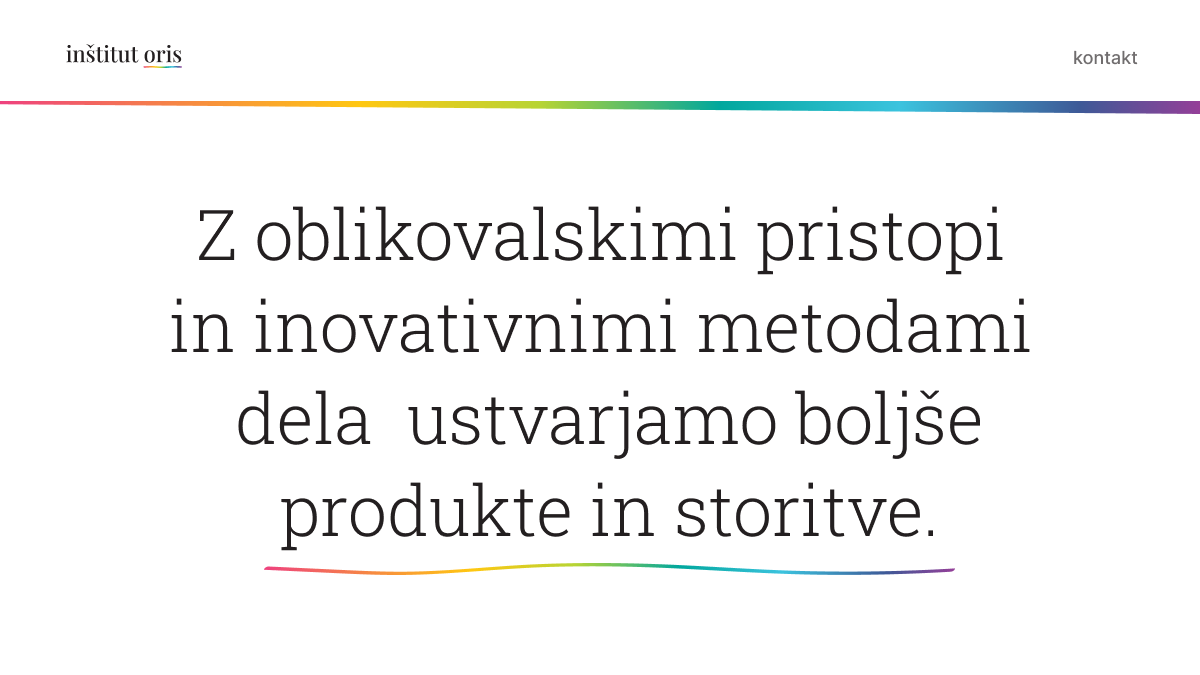 inštitut oris
kontakt
Z oblikovalskimi pristopi
in inovativnimi metodami
dela  ustvarjamo boljše
produkte in storitve.